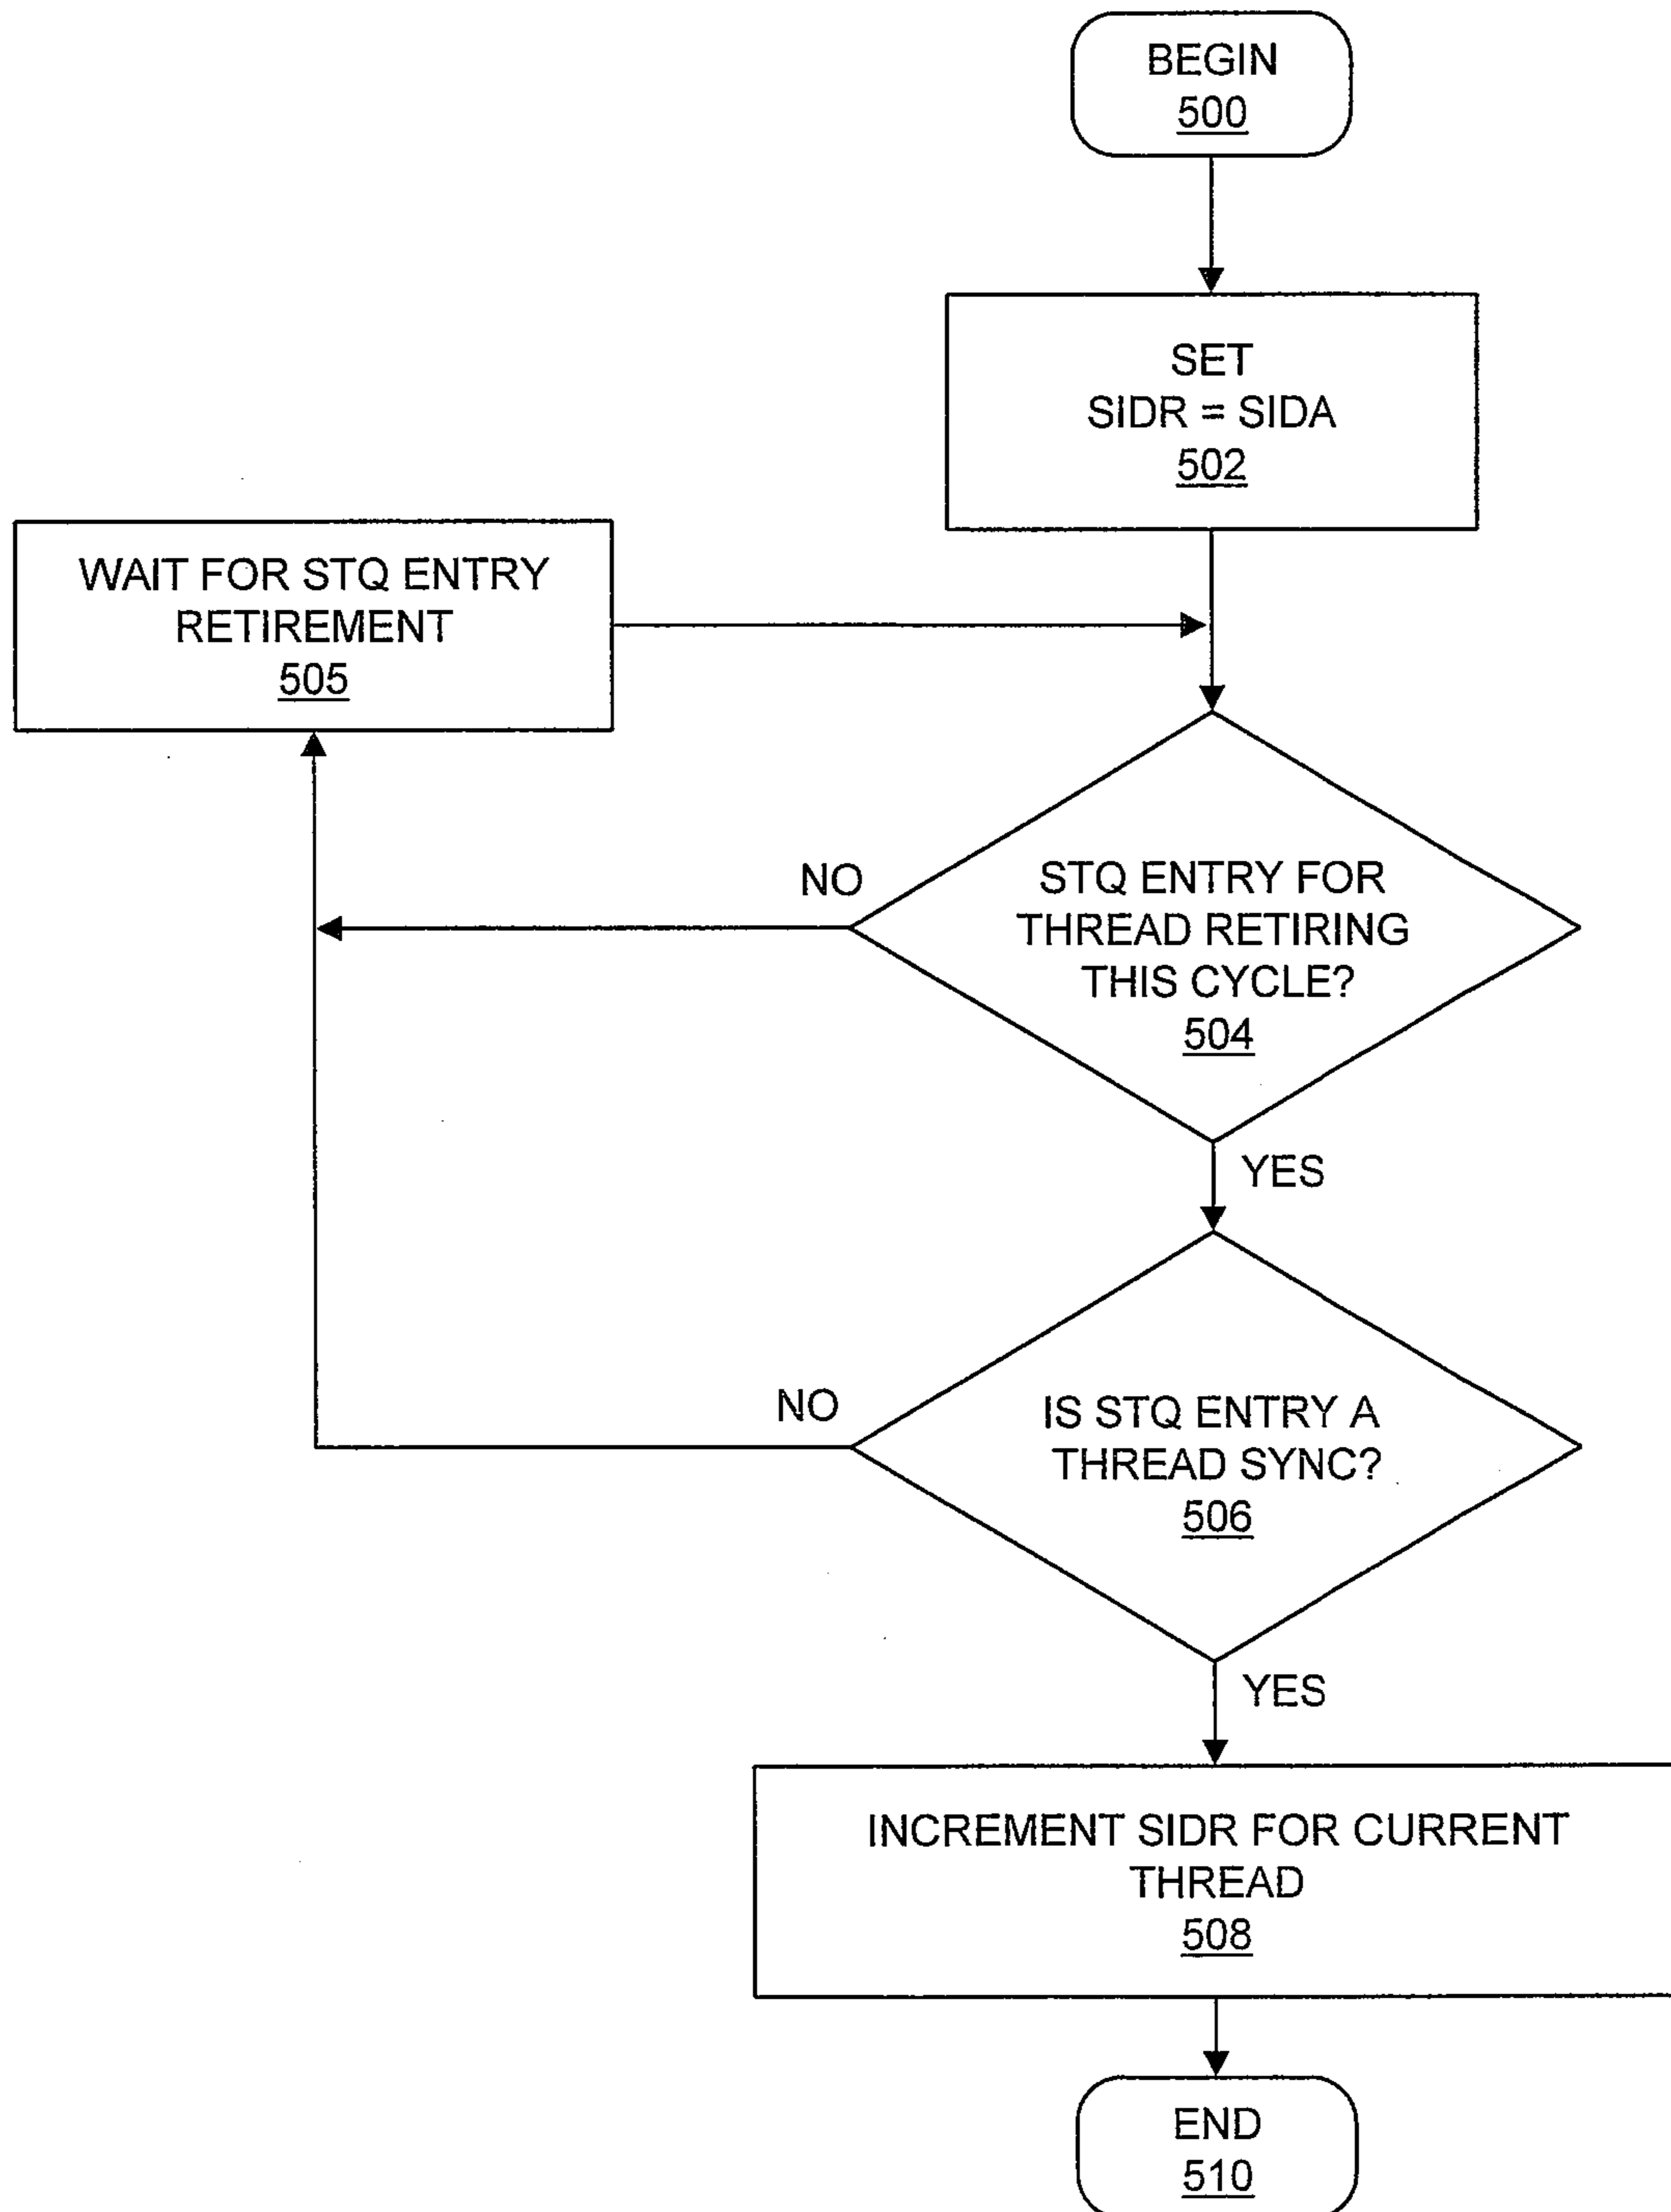 BEGIN
500
SET
SIDR = SIDA
502
WAIT FOR STQ ENTRY
RETIREMENT
505
NO
STQ ENTRY FOR
THREAD RETIRING
THIS CYCLE?
504
YES
NO
IS STQ ENTRY A
THREAD SYNC?
506
YES
INCREMENT SIDR FOR CURRENT
THREAD
508
END
510